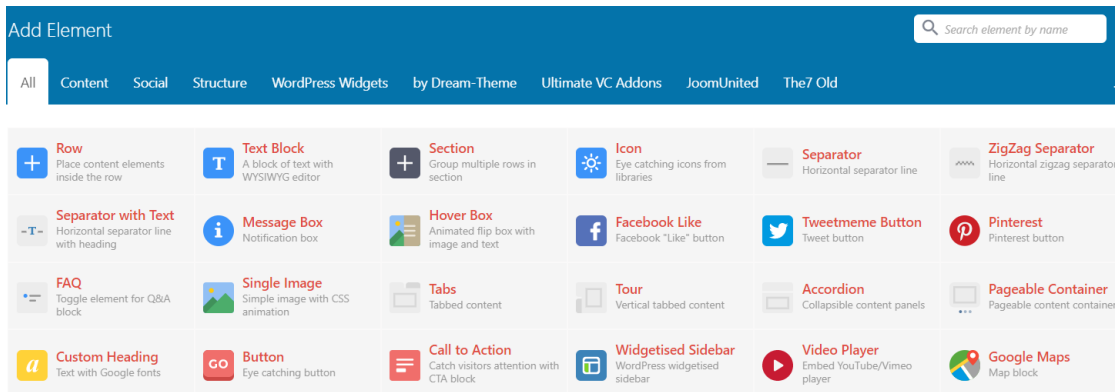 Add Element
Search element by name
All Content Social Structure WordPress Widgets by Dream-Theme Ultimate VC Addons JoomUnited The7 Old
Row
Place content elements
inside the row
Text Block
A block of text with
WYSIWYG editor
Section
Group multiple rows in
section
Icon
Eye catching icons from
libraries
Separator
Horizontal separator line
ZigZag Separator
Horizontal zigzag separator
line
-T-
Separator with Text
Horizontal separator line
with heading
Message Box
Notification box
Hover Box
Animated flip box with
image and text
Facebook Like
Facebook "Like" button
Tweetmeme Button
Tweet button
Pinterest
Pinterest button
FAQ
Toggle element for Q&A
block
Single Image
Simple image with CSS
animation
Tabs
Tabbed content
Tour
Vertical tabbed content
Accordion
Collapsible content panels
Pageable Container
Pageable content container
a
Custom Heading
Text with Google fonts
GO
Button
Eye catching button
Call to Action
Catch visitors attention with
CTA block
Widgetised Sidebar
WordPress widgetised
sidebar
Video Player
Embed YouTube/Vimeo
player
Google Maps
Map block